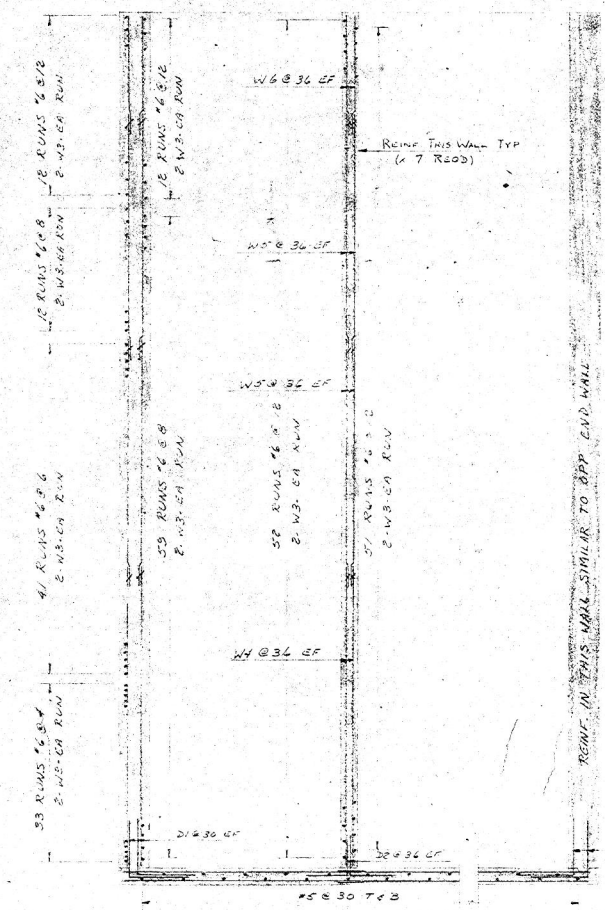 12 RUNS #6 @ 12
2-W3-EA RUN
12 RUNS #6 @ 12
2-W3-EA RUN
W6 @ 36 EF
REINF THIS WALL TYP
(x 7 REQD)
12 RUNS #6 @ 8
2-W3-EA RUN
W5 @ 36 EF
W5 @ 36 EF
41 RUNS #6 @ 6
2-W3-EA RUN
59 RUNS #6 @ 8
2-W3-EA RUN
52 RUNS #6 @ 12
2-W3-EA RUN
51 RUNS #6 @ 12
2-W3-EA RUN
REINF. IN THIS WALL SIMILAR TO OPP END WALL
W4 @ 36 EF
33 RUNS #6 @ 4
EA RUN
D1 @ 36 EF
D2 @ 36 EF
#5 @ 30 T & B